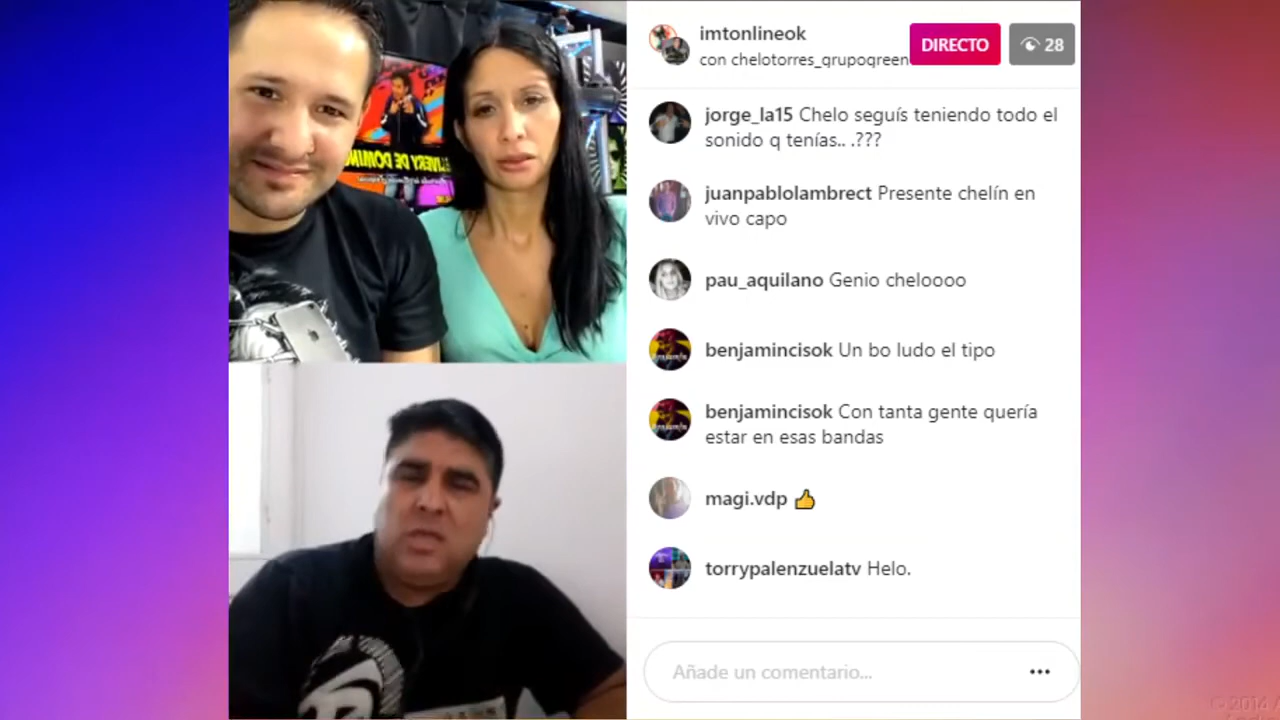 imtonlineok
con chelotorres_grupogreen
DIRECTO
28
jorge_la15 Chelo seguís teniendo todo el
sonido q tenías.. .???
juanpablolambrect Presente chelín en
vivo capo
pau_aquilano Genio cheloooo
benjamincisok Un bo ludo el tipo
benjamincisok Con tanta gente quería
estar en esas bandas
magi.vdp 👍
torrypalenzuelatv Helo.
Añade un comentario...
© 2014